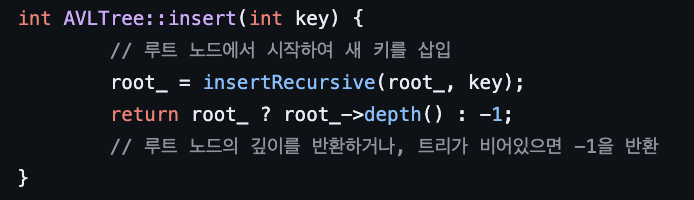 int AVLTree::insert(int key) {
// 루트 노드에서 시작하여 새 키를 삽입
root_ = insertRecursive(root_, key);
return root_ ? root_->depth() : -1;
// 루트 노드의 깊이를 반환하거나, 트리가 비어있으면 -1을 반환
}